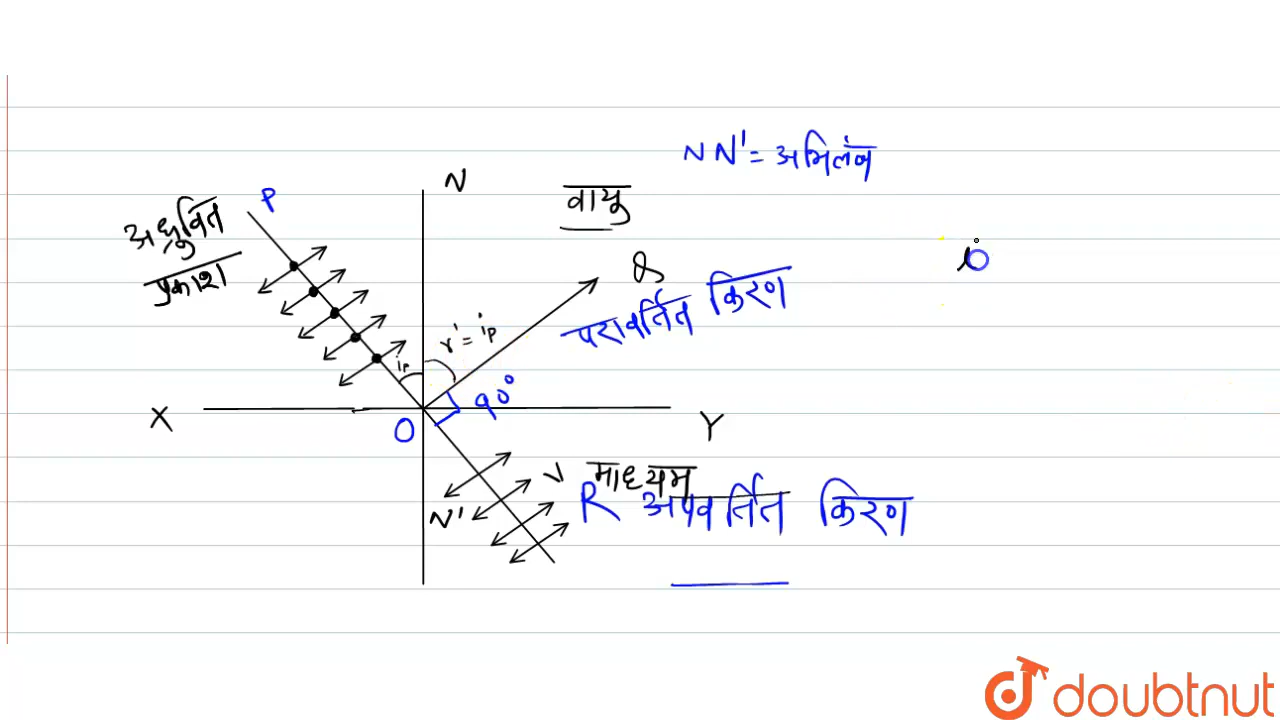 NN' = अभिलंब
N
P
वायु
अध्रुवित
प्रकाश
i
Q
परावर्तित किरण
r' = ip
ip
90°
X
O
Y
माध्यम
N'
R अपवर्तित किरण
doubtnut